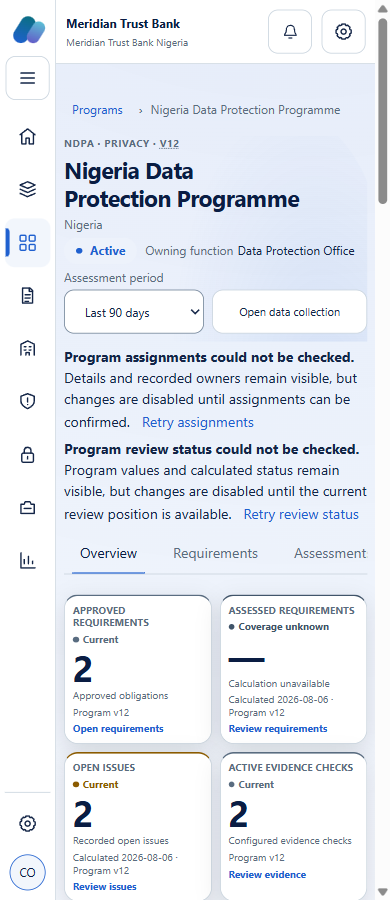 Meridian Trust Bank
Meridian Trust Bank Nigeria
Programs › Nigeria Data Protection Programme
NDPA · PRIVACY · V12
Nigeria Data
Protection Programme
Nigeria
Active Owning function Data Protection Office
Assessment period
Last 90 days
Open data collection
Program assignments could not be checked.
Details and recorded owners remain visible, but
changes are disabled until assignments can be
confirmed. Retry assignments
Program review status could not be checked.
Program values and calculated status remain
visible, but changes are disabled until the current
review position is available. Retry review status
Overview Requirements Assessment
APPROVED
REQUIREMENTS
Current
2
Approved obligations
Program v12
Open requirements
ASSESSED REQUIREMENTS
Coverage unknown
—
Calculation unavailable
Calculated 2026-08-06 ·
Program v12
Review requirements
OPEN ISSUES
Current
2
Recorded open issues
Calculated 2026-08-06 ·
Program v12
Review issues
ACTIVE EVIDENCE CHECKS
Current
2
Configured evidence checks
Program v12
Review evidence
CO